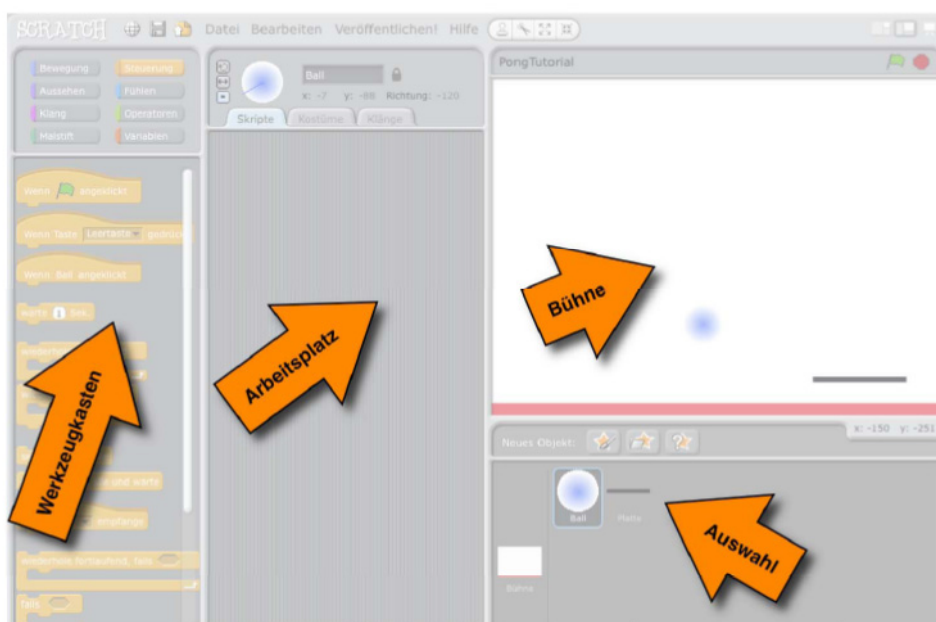 SCRATCH
Datei Bearbeiten Veröffentlichen! Hilfe
Bewegung
Steuerung
Aussehen
Fühlen
Klang
Operatoren
Malstift
Variablen
Ball
x: -7 y: -88 Richtung: -120
Skripte
Kostüme
Klänge
PongTutorial
Wenn angeklickt
Wenn Taste Leertaste gedrück
Wenn Ball angeklickt
warte 1 Sek.
und warte
empfange
wiederhole fortlaufend, falls
falls
Werkzeugkasten
Arbeitsplatz
Bühne
x: -150 y: -251
Neues Objekt:
Ball
Matte
Auswahl
Bühne